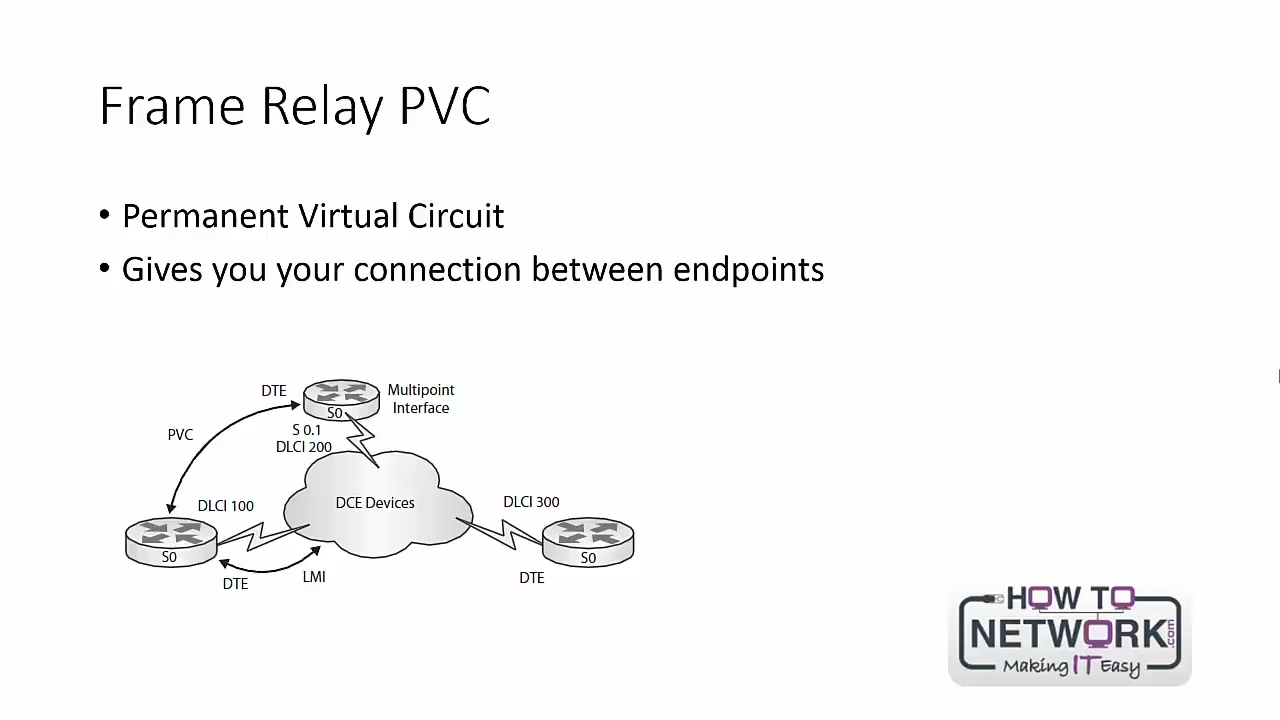 Frame Relay PVC
• Permanent Virtual Circuit
• Gives you your connection between endpoints
DTE
Multipoint
Interface
S0
PVC
S 0.1
DLCI 200
DLCI 100
DCE Devices
DLCI 300
S0
S0
DTE
LMI
DTE
HOW TO
NETWORK.com
Making IT Easy